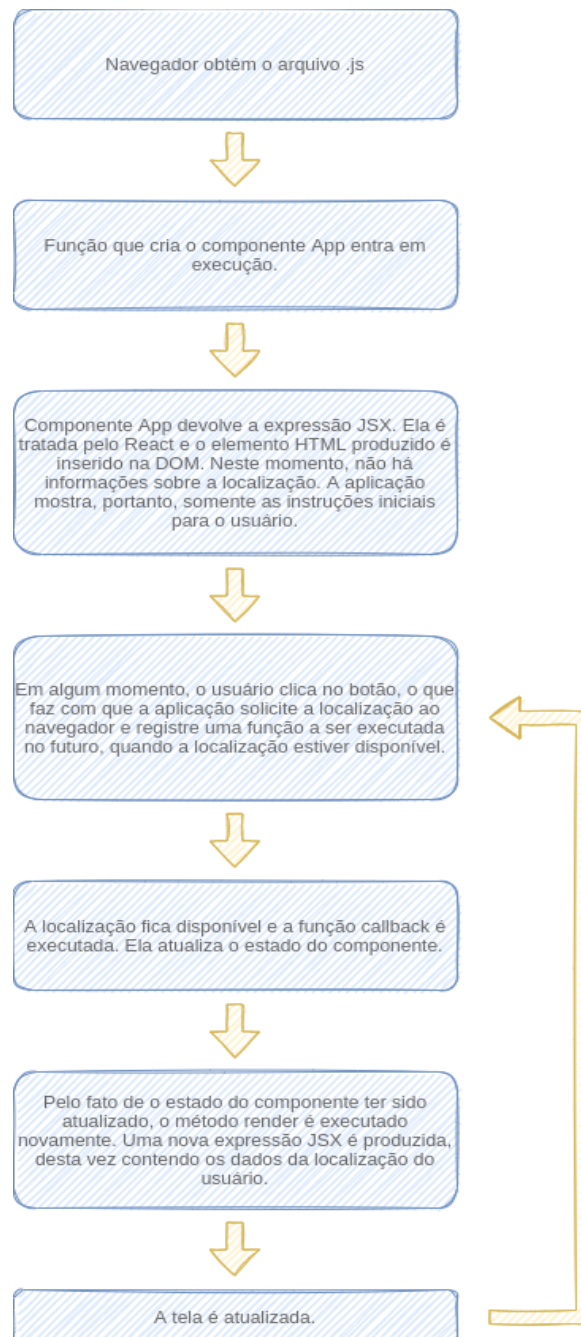 Navegador obtém o arquivo .js
Função que cria o componente App entra em
execução.
Componente App devolve a expressão JSX. Ela é
tratada pelo React e o elemento HTML produzido é
inserido na DOM. Neste momento, não há
informações sobre a localização. A aplicação
mostra, portanto, somente as instruções iniciais
para o usuário.
Em algum momento, o usuário clica no botão, o que
faz com que a aplicação solicite a localização ao
navegador e registre uma função a ser executada
no futuro, quando a localização estiver disponível.
A localização fica disponível e a função callback é
executada. Ela atualiza o estado do componente.
Pelo fato de o estado do componente ter sido
atualizado, o método render é executado
novamente. Uma nova expressão JSX é produzida,
desta vez contendo os dados da localização do
usuário.
A tela é atualizada.